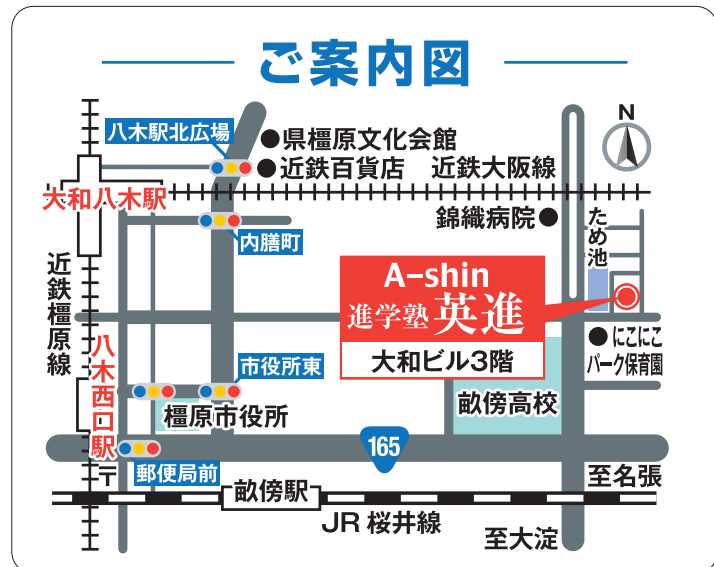 ご案内図
八木駅北広場
●県橿原文化会館
●近鉄百貨店
近鉄大阪線
N
大和八木駅
錦織病院●
ため池
内膳町
近鉄橿原線
A-shin
進学塾 英進
大和ビル3階
●にこにこ
パーク保育園
八木西口駅
市役所東
橿原市役所
畝傍高校
165
郵便局前
〒
至名張
畝傍駅
JR 桜井線
至大淀